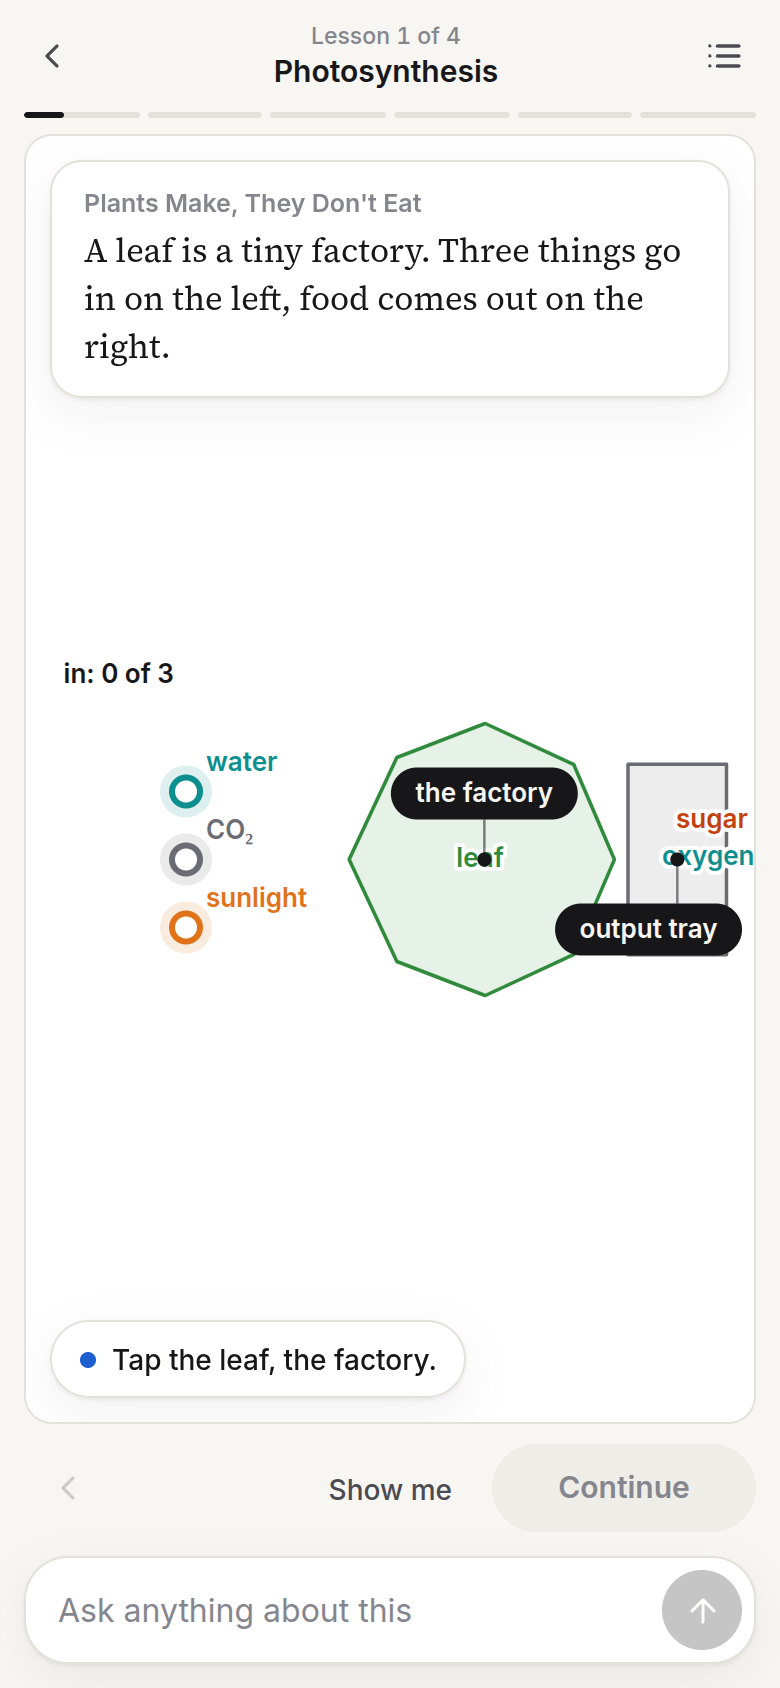 Lesson 1 of 4
Photosynthesis
Plants Make, They Don't Eat
A leaf is a tiny factory. Three things go
in on the left, food comes out on the
right.
in: 0 of 3
water
CO₂
sunlight
the factory
leaf
sugar
oxygen
output tray
Tap the leaf, the factory.
Show me
Continue
Ask anything about this